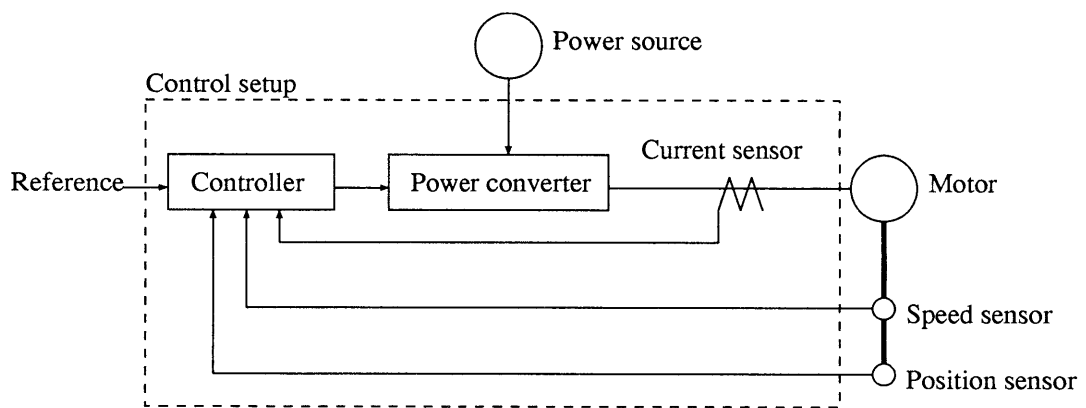 Power source
Control setup
Current sensor
Reference
Controller
Power converter
Motor
Speed sensor
Position sensor